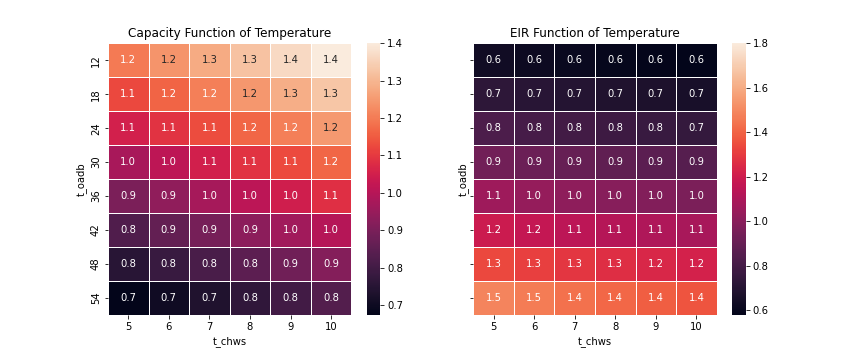 Capacity Function of Temperature
t_oadb
12 1.2 1.2 1.3 1.3 1.4 1.4
18 1.1 1.2 1.2 1.2 1.3 1.3
24 1.1 1.1 1.1 1.2 1.2 1.2
30 1.0 1.0 1.1 1.1 1.1 1.2
36 0.9 0.9 1.0 1.0 1.0 1.1
42 0.8 0.9 0.9 0.9 1.0 1.0
48 0.8 0.8 0.8 0.8 0.9 0.9
54 0.7 0.7 0.7 0.8 0.8 0.8
5 6 7 8 9 10
t_chws
1.4
1.3
1.2
1.1
1.0
0.9
0.8
0.7
EIR Function of Temperature
t_oadb
0.6 0.6 0.6 0.6 0.6 0.6
0.7 0.7 0.7 0.7 0.7 0.7
0.8 0.8 0.8 0.8 0.8 0.7
0.9 0.9 0.9 0.9 0.9 0.9
1.1 1.0 1.0 1.0 1.0 1.0
1.2 1.2 1.1 1.1 1.1 1.1
1.3 1.3 1.3 1.3 1.2 1.2
1.5 1.5 1.4 1.4 1.4 1.4
5 6 7 8 9 10
t_chws
1.8
1.6
1.4
1.2
1.0
0.8
0.6